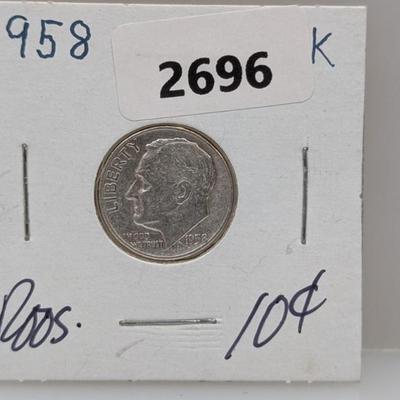 958
2696
K
LIBERTY
IN GOD
WE TRUST
1958
Roos.
10¢